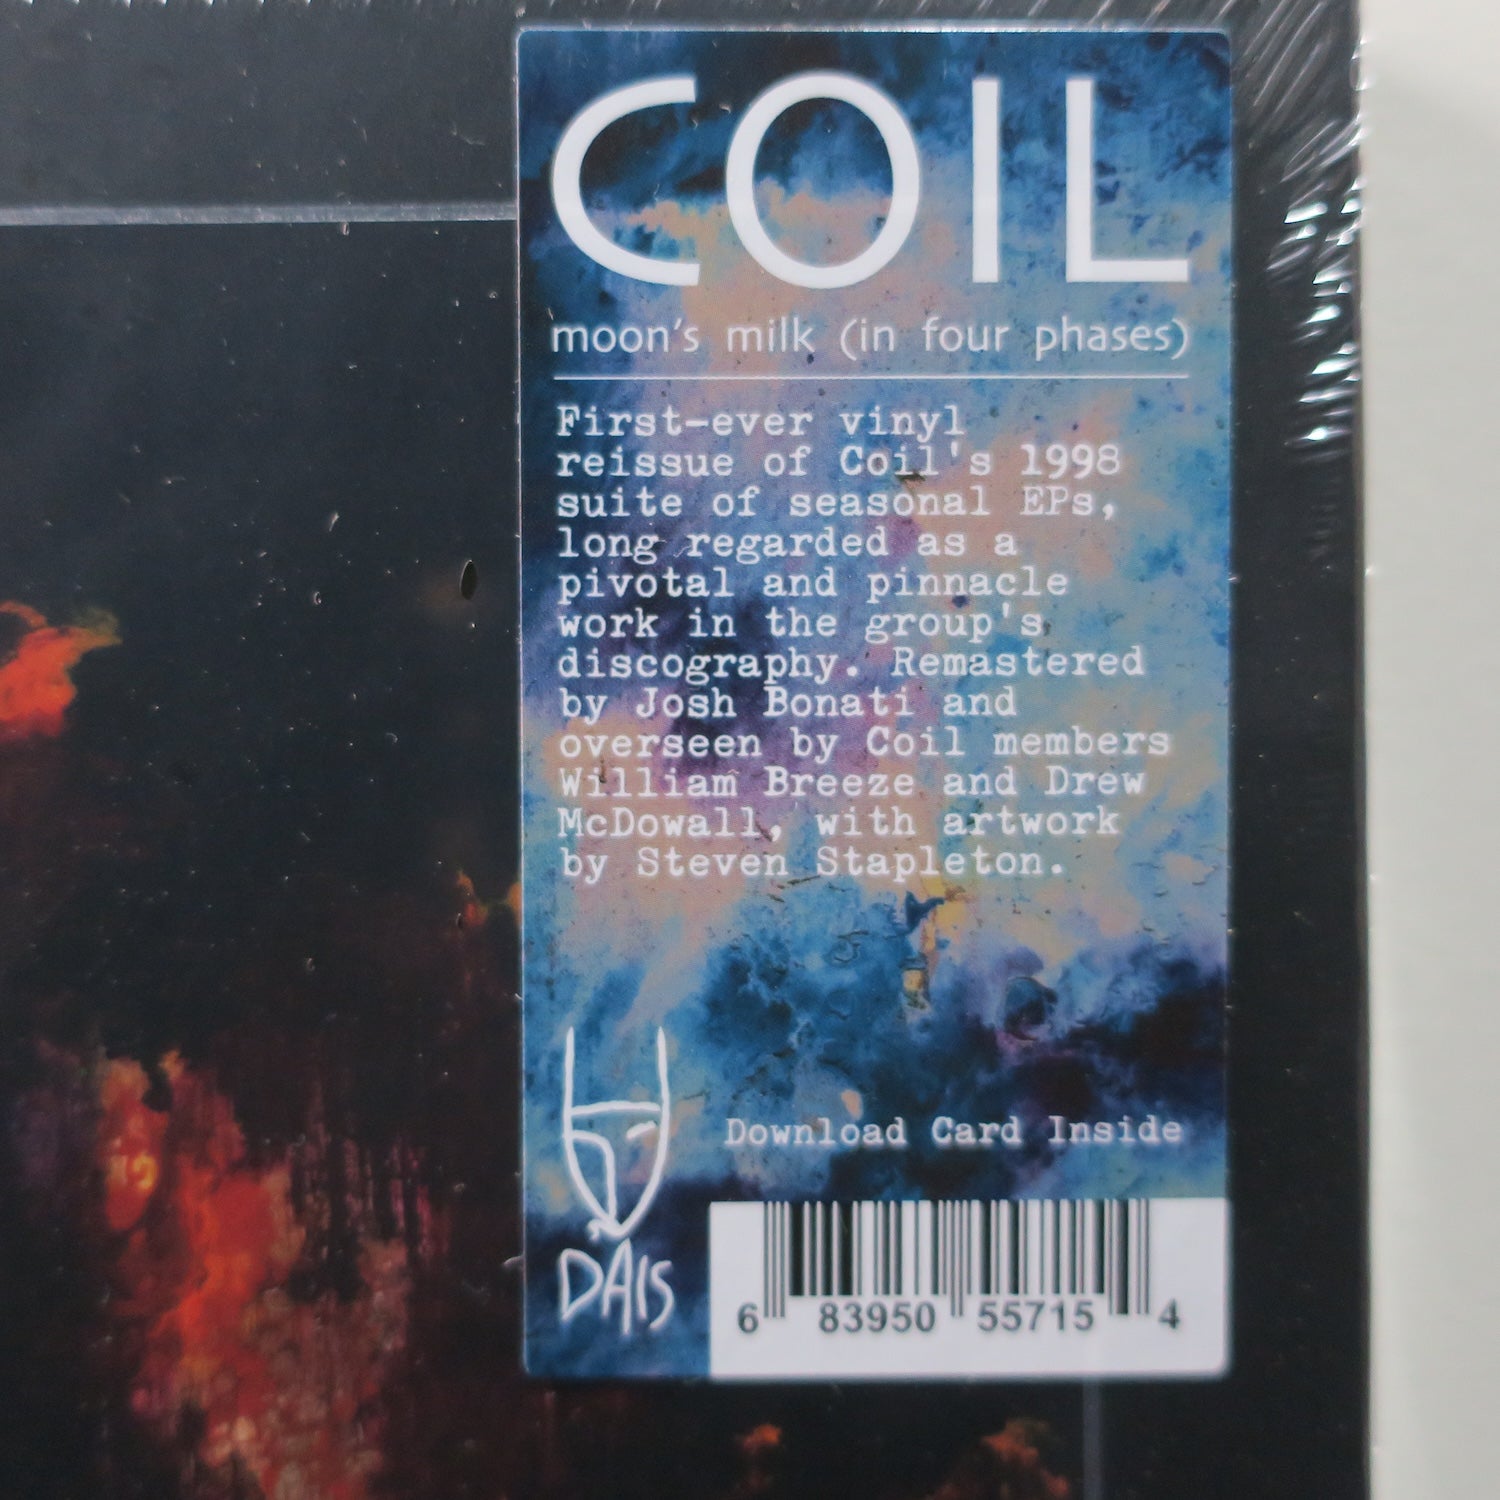 COIL
moon's milk (in four phases)
First-ever vinyl
reissue of Coil's 1998
suite of seasonal EPs,
long regarded as a
pivotal and pinnacle
work in the group's
discography. Remastered
by Josh Bonati and
overseen by Coil members
William Breeze and Drew
McDowall, with artwork
by Steven Stapleton.
Download Card Inside
DAIS
6 83950 55715 4